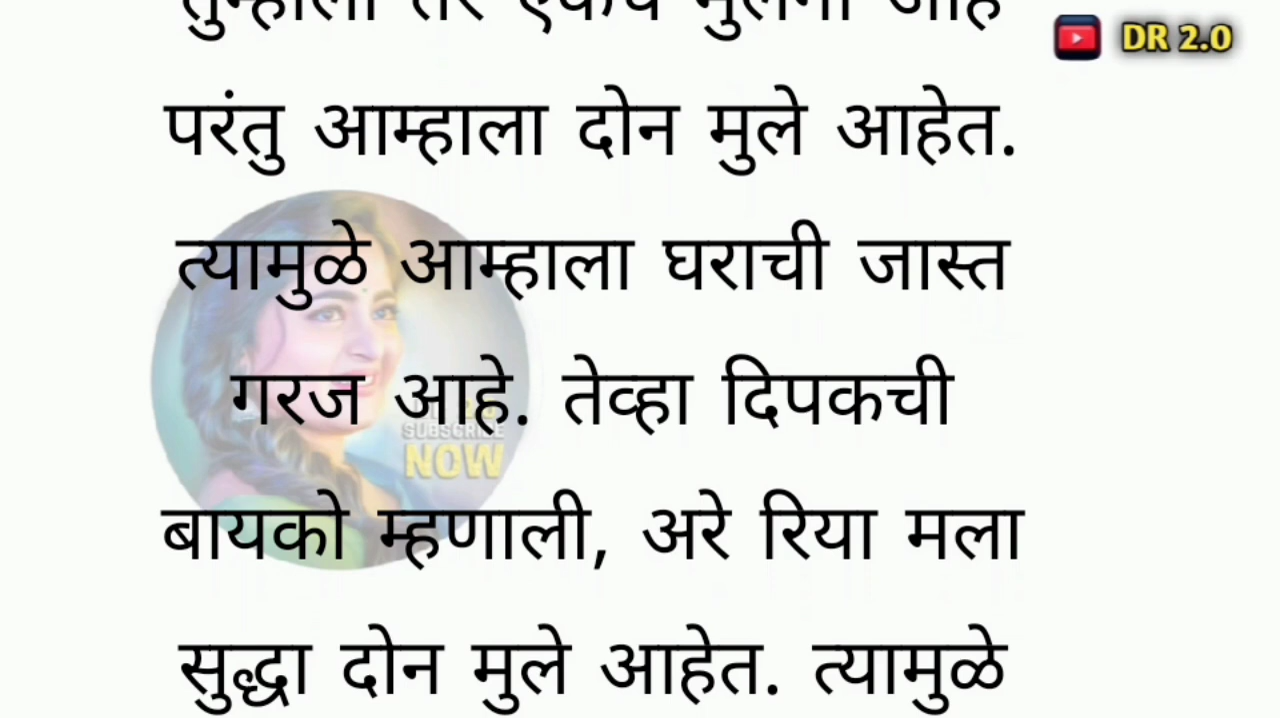 तुम्हाला तर एकच मुलगा आहे
DR 2.0
परंतु आम्हाला दोन मुले आहेत.
त्यामुळे आम्हाला घराची जास्त
गरज आहे. तेव्हा दिपकची
SUBSCRIBE
NOW
बायको म्हणाली, अरे रिया मला
सुद्धा दोन मुले आहेत. त्यामुळे